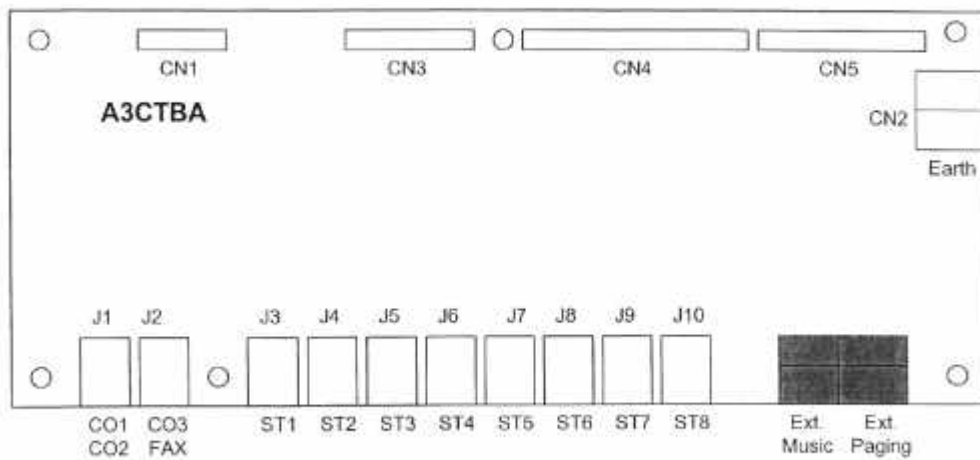 CN1 CN3 CN4 CN5
A3CTBA
CN2
Earth
J1 J2 J3 J4 J5 J6 J7 J8 J9 J10
CO1 CO3 ST1 ST2 ST3 ST4 ST5 ST6 ST7 ST8 Ext. Ext.
CO2 FAX Music Paging